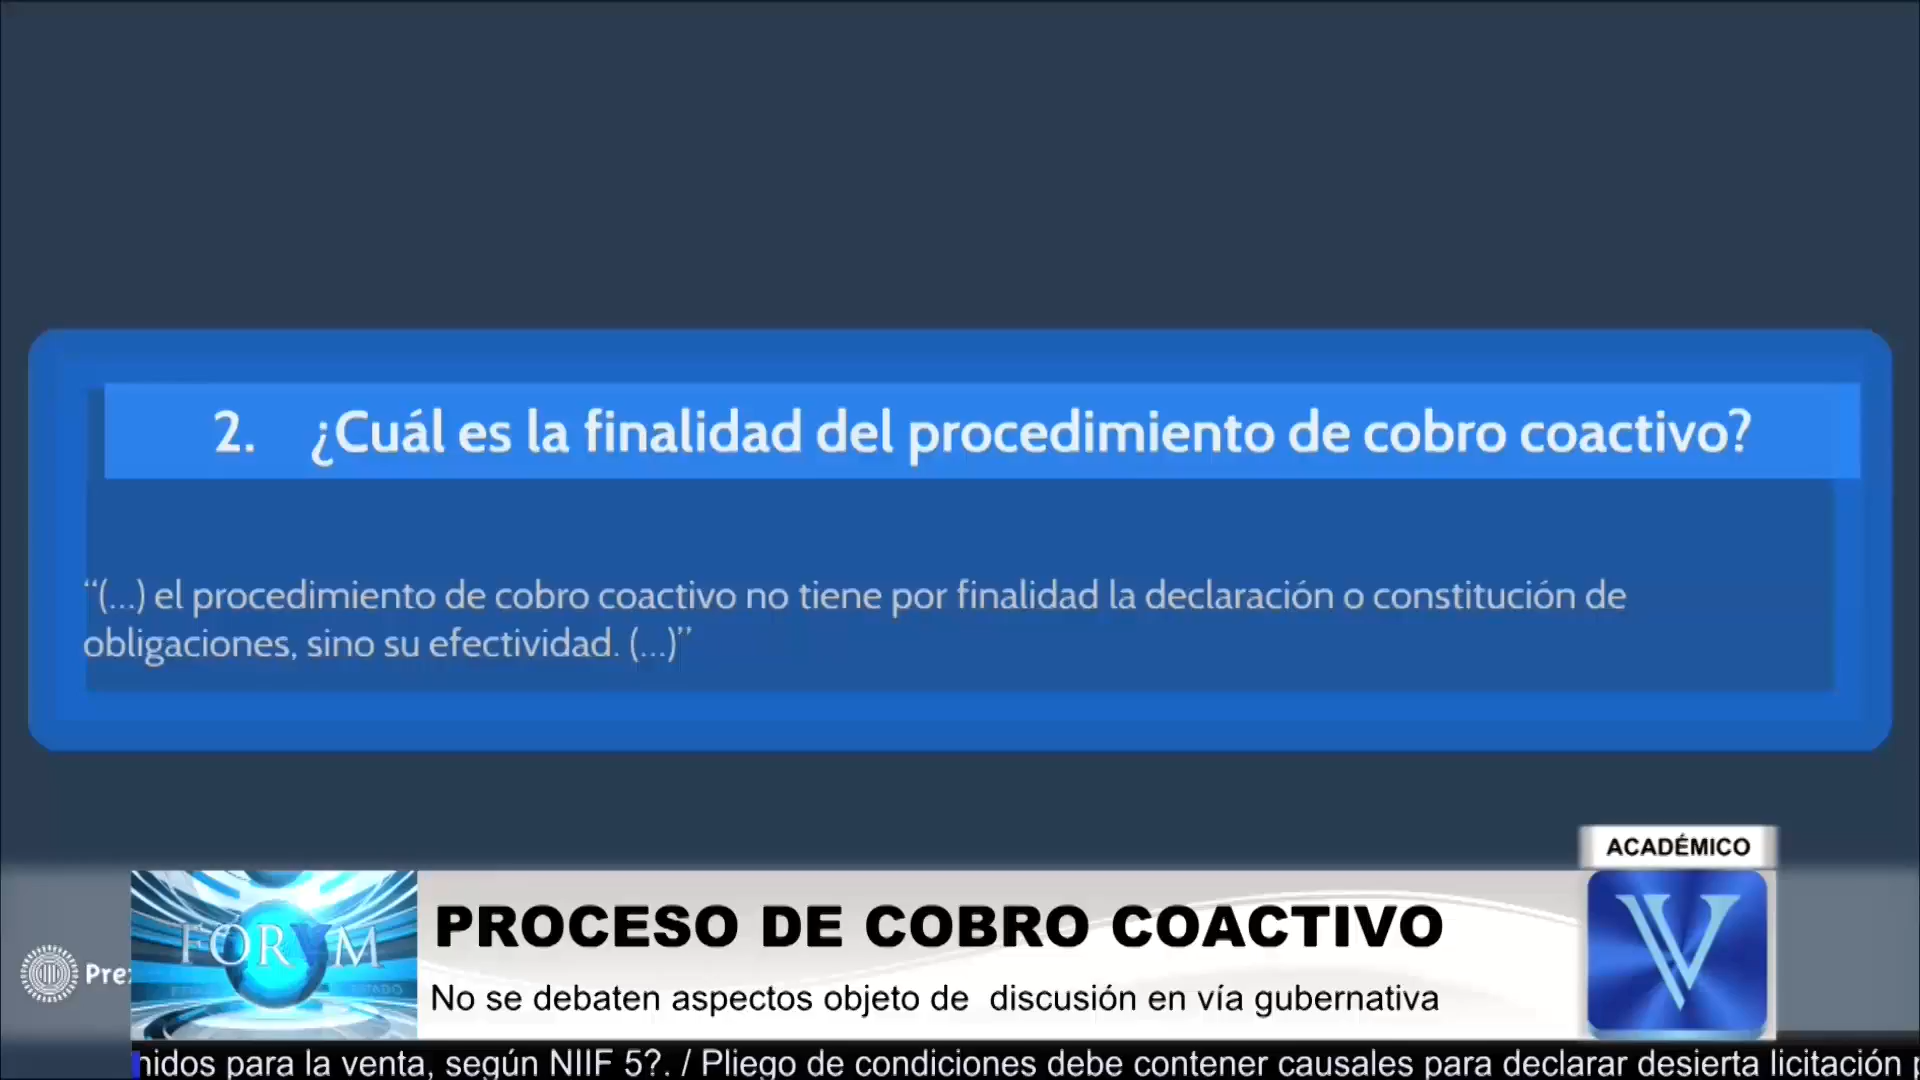 2. ¿Cuál es la finalidad del procedimiento de cobro coactivo?
“(...) el procedimiento de cobro coactivo no tiene por finalidad la declaración o constitución de
obligaciones, sino su efectividad. (...)”
ACADÉMICO
FORVM
PROCESO DE COBRO COACTIVO
Prez
No se debaten aspectos objeto de discusión en vía gubernativa
nidos para la venta, según NIIF 5?. / Pliego de condiciones debe contener causales para declarar desierta licitación p